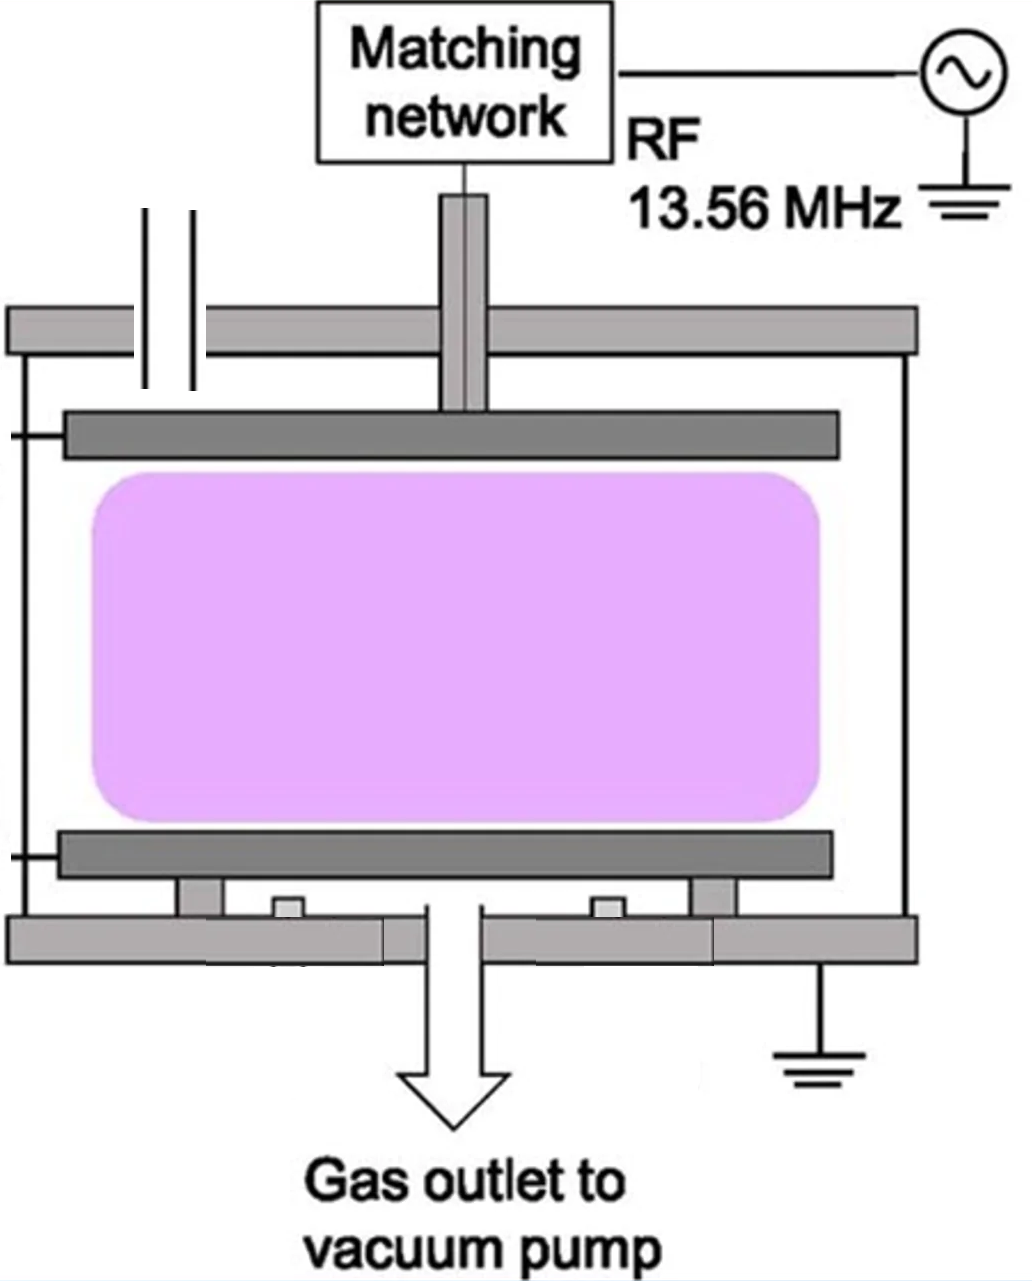 Matching
network
RF
13.56 MHz
Gas outlet to
vacuum pump